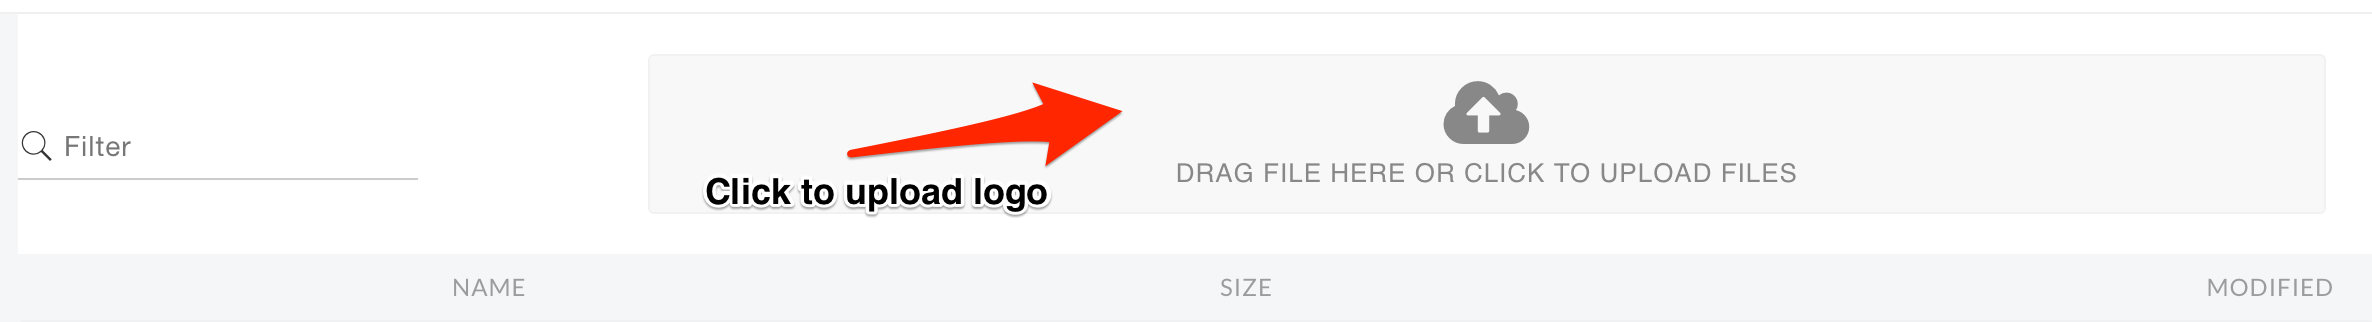 Filter
DRAG FILE HERE OR CLICK TO UPLOAD FILES
Click to upload logo
NAME SIZE MODIFIED